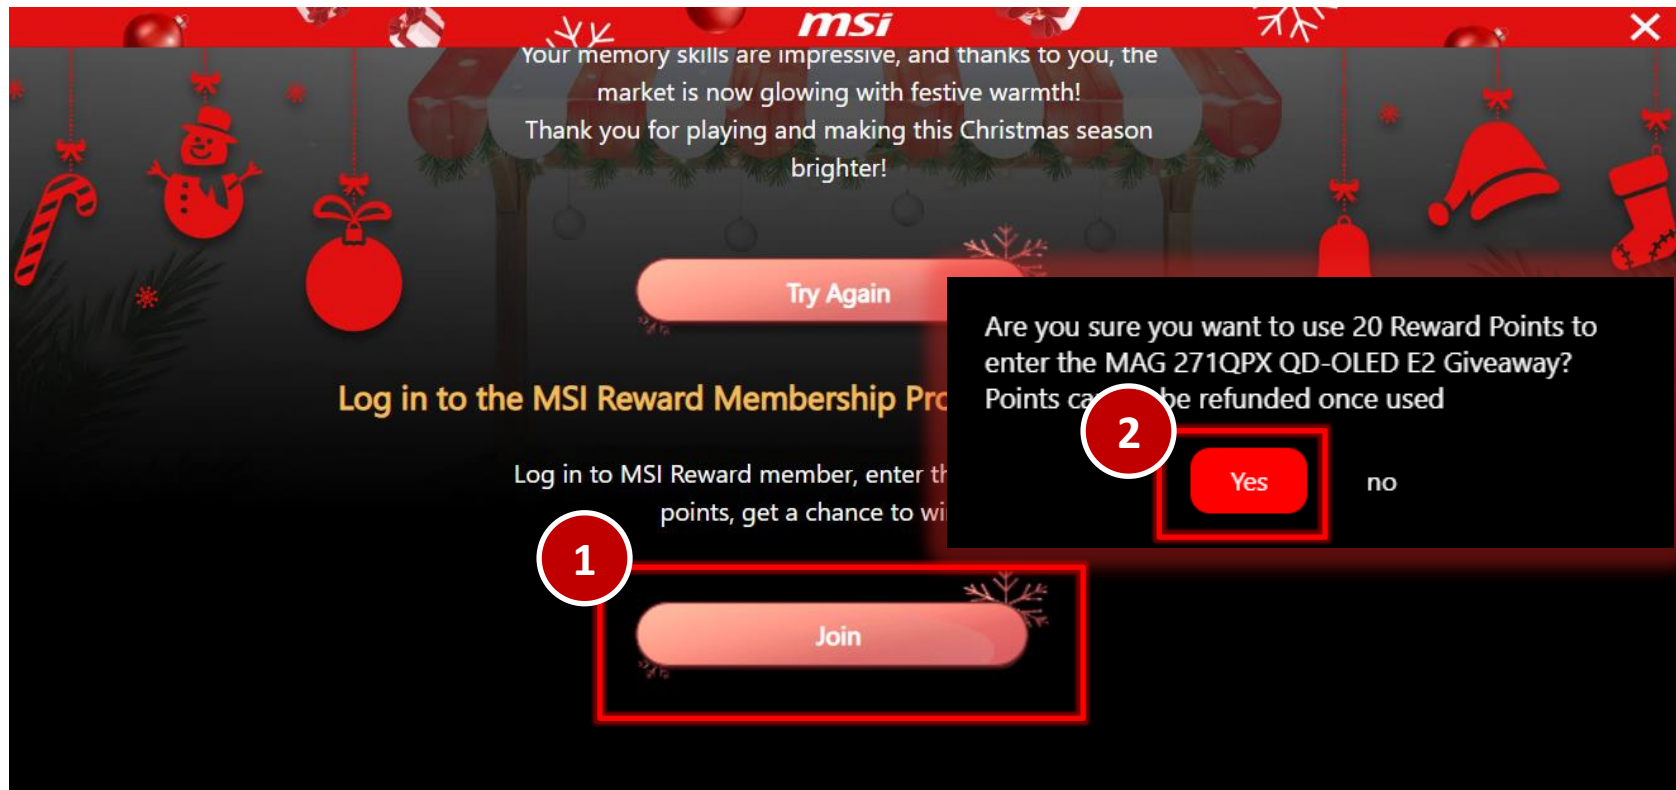 msi
Your memory skills are impressive, and thanks to you, the
market is now glowing with festive warmth!
Thank you for playing and making this Christmas season
brighter!
Try Again
Log in to the MSI Reward Membership
Log in to MSI Reward member, enter
points, get a chance to
1
Join
Are you sure you want to use 20 Reward Points to
enter the MAG 271QPX QD-OLED E2 Giveaway?
Points be refunded once used
2
Yes
no